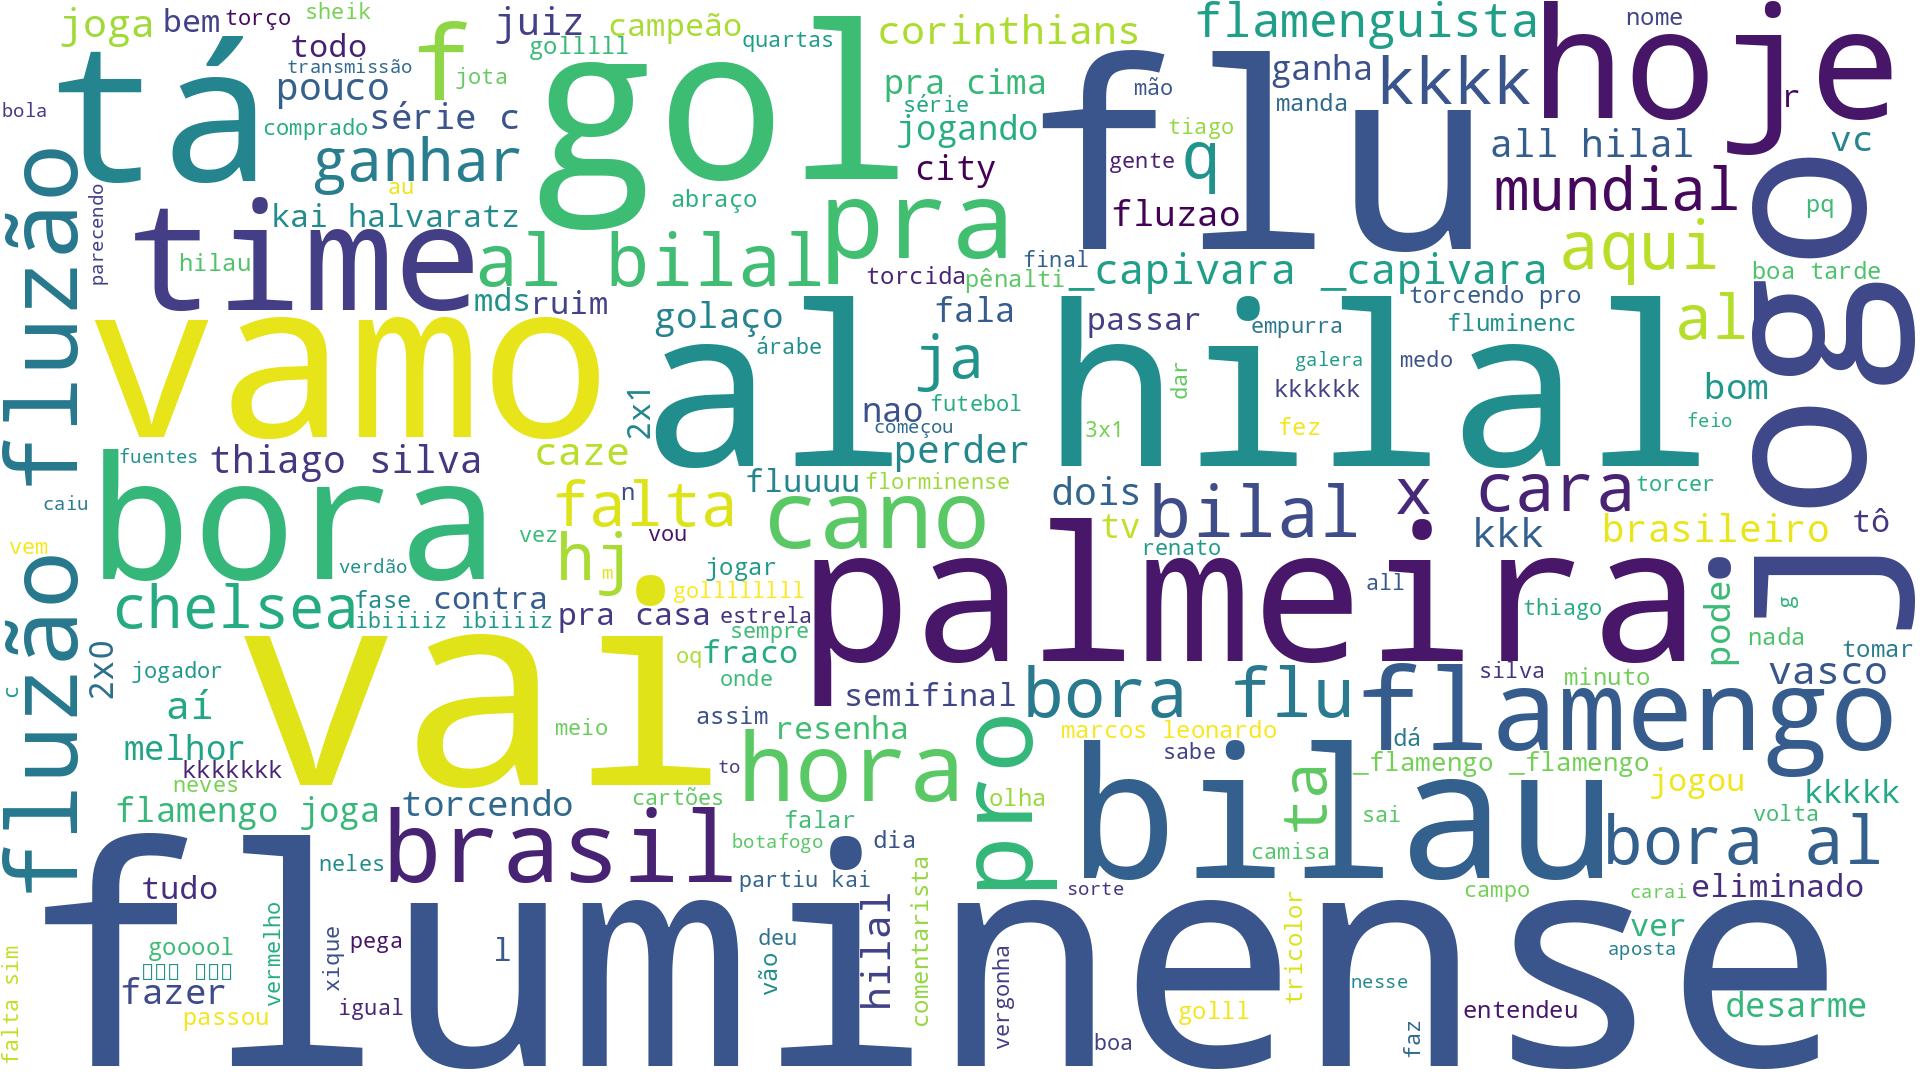 joga
bem
torço
sheik
juiz
campeão
quartas
corinthians
flamenguista
nome
hoje
todo
transmissão
pouco
f
jota
golllll
gol
flu
ganha
kkkk
mão
manda
r
bola
tá
comprado
série c
pra cima
série
jogando
tiago
q
all hilal
vc
ganhar
au
city
gente
mundial
fluzão fluzão
parecendo
kai halvaratz
abraço
pra
fluzao
aqui
pq
jogo
time
hilau
al bilal
torcida
pênalti
final
_capivara _capivara
boa tarde
mds
ruim
golaço
fala
passar
empurra
torcendo pro
fluminenc
al
vamo
árabe
ja
al hilal
galera
medo
dar
kkkkkk
bom
2x1
nao
futebol
começou
3x1
fez
feio
bora
fuentes
thiago silva
caze
perder
caiu
falta
n
fluuuu
florminense
dois
bilal
x
cara
torcer
cano
tv
kkk
brasileiro
tô
vem
verdão
vez
hj
m
vou
renato
palmeira
jogar
all
chelsea
fase
contra
golllllllll
pode
g
ibiiiiz ibiiiiz
pra casa
estrela
thiago
sempre
nada
tomar
2x0
c
jogador
vai
oq
fraco
onde
silva
minuto
vasco
aí
semifinal
bora flu
flamengo
meio
assim
resenha
marcos leonardo
dá
melhor
kkkkkkk
hora
pro
sabe
_flamengo _flamengo
neves
to
bilau
ta
jogou
flamengo joga
torcendo
cartões
olha
kkkkk
brasil
falar
sai
volta
botafogo
dia
camisa
bora al
neles
tudo
partiu kai
sorte
campo
carai
eliminado
fluminense
falta sim
gooool
vermelho
xique
pega
l
deu
vão
hilal
comentarista
vergonha
tricolor
ver
aposta
fazer
nesse
passou
igual
golll
entendeu
desarme
boa
faz